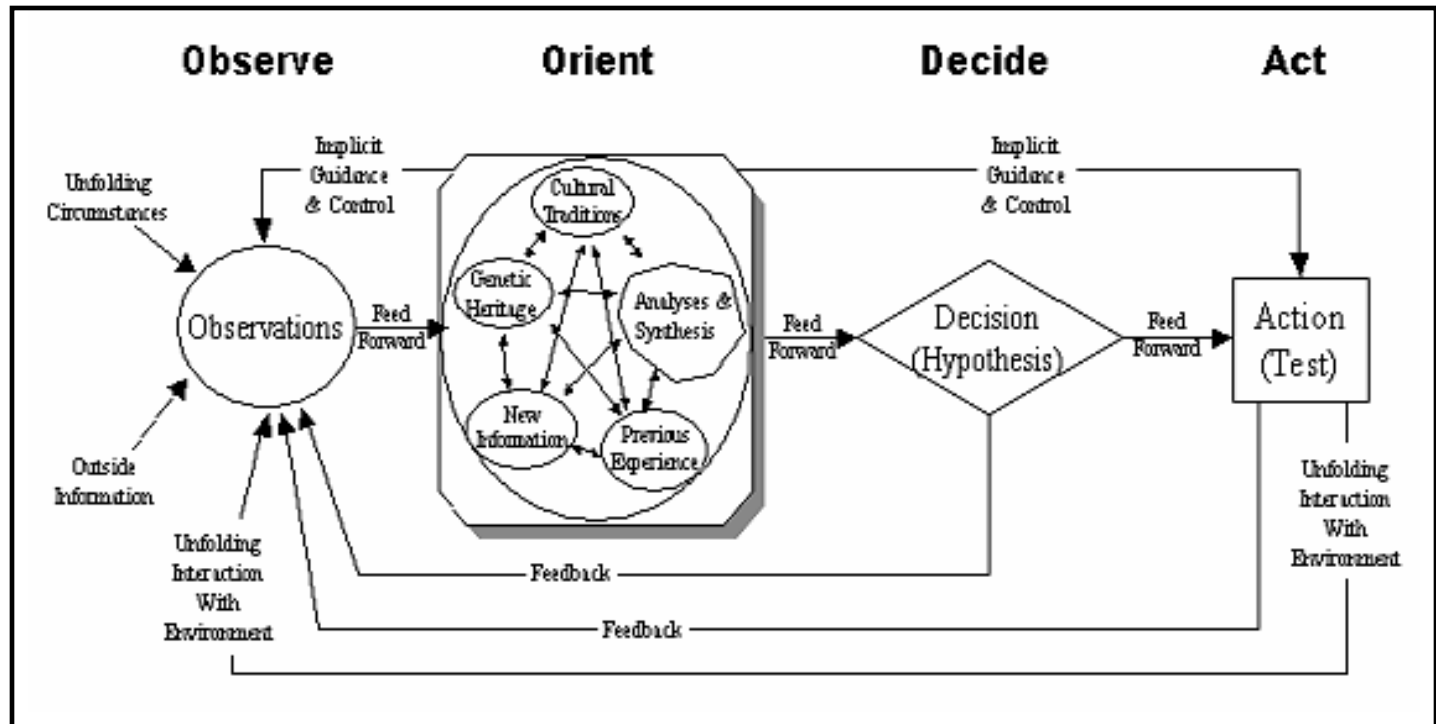 Observe
Orient
Decide
Act
Implicit
Guidance
& Control
Implicit
Guidance
& Control
Unfolding
Circumstances
Cultural
Traditions
Genetic
Heritage
Analyses &
Synthesis
Observations
Feed
Forward
Feed
Forward
Decision
(Hypothesis)
Feed
Forward
Action
(Test)
New
Information
Previous
Experience
Outside
Information
Unfolding
Interaction
With
Environment
Unfolding
Interaction
With
Environment
Feedback
Feedback